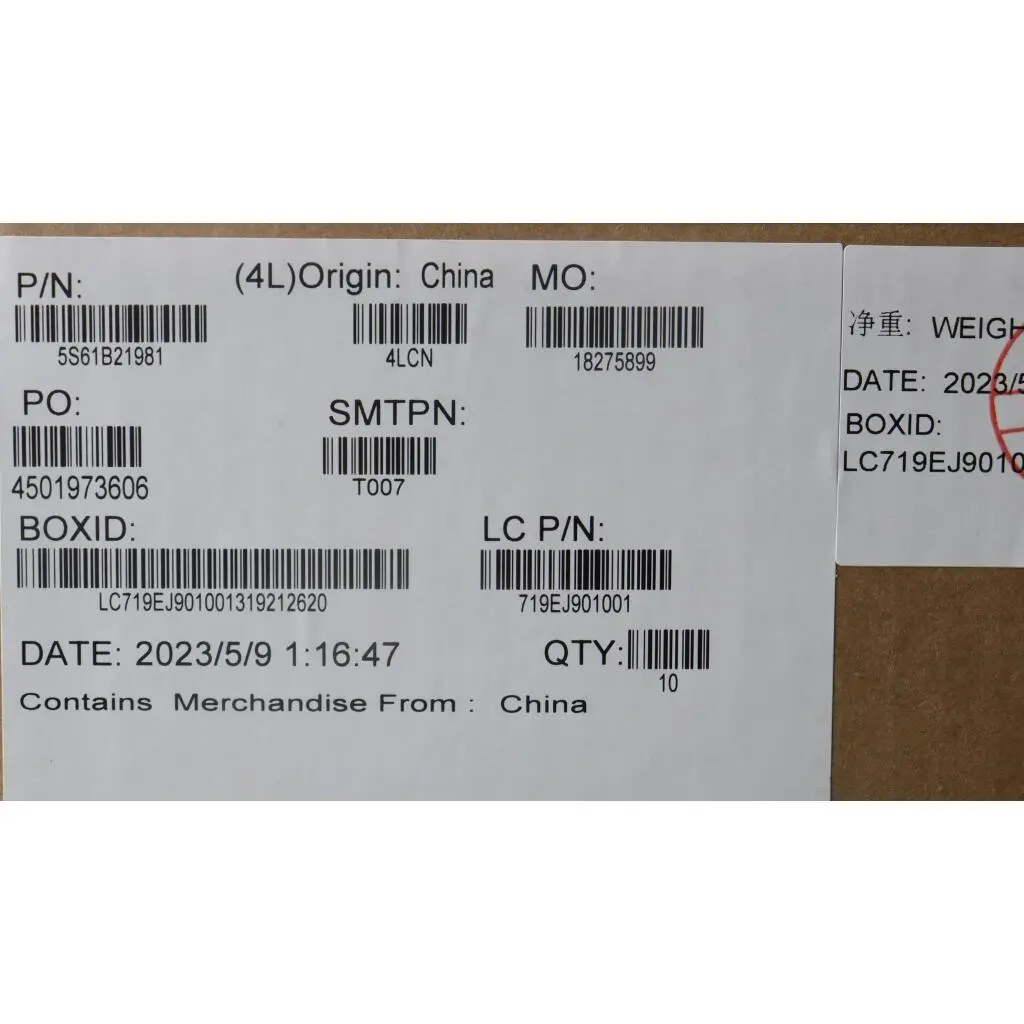 P/N: (4L)Origin: China MO:
5S61B21981 4LCN 18275899
PO: SMTPN:
4501973606 T007
BOXID: LC P/N:
LC719EJ901001319212620 719EJ901001
DATE: 2023/5/9 1:16:47 QTY:
10
Contains Merchandise From : China
净重: WEIGH
DATE: 2023/5
BOXID:
LC719EJ9010